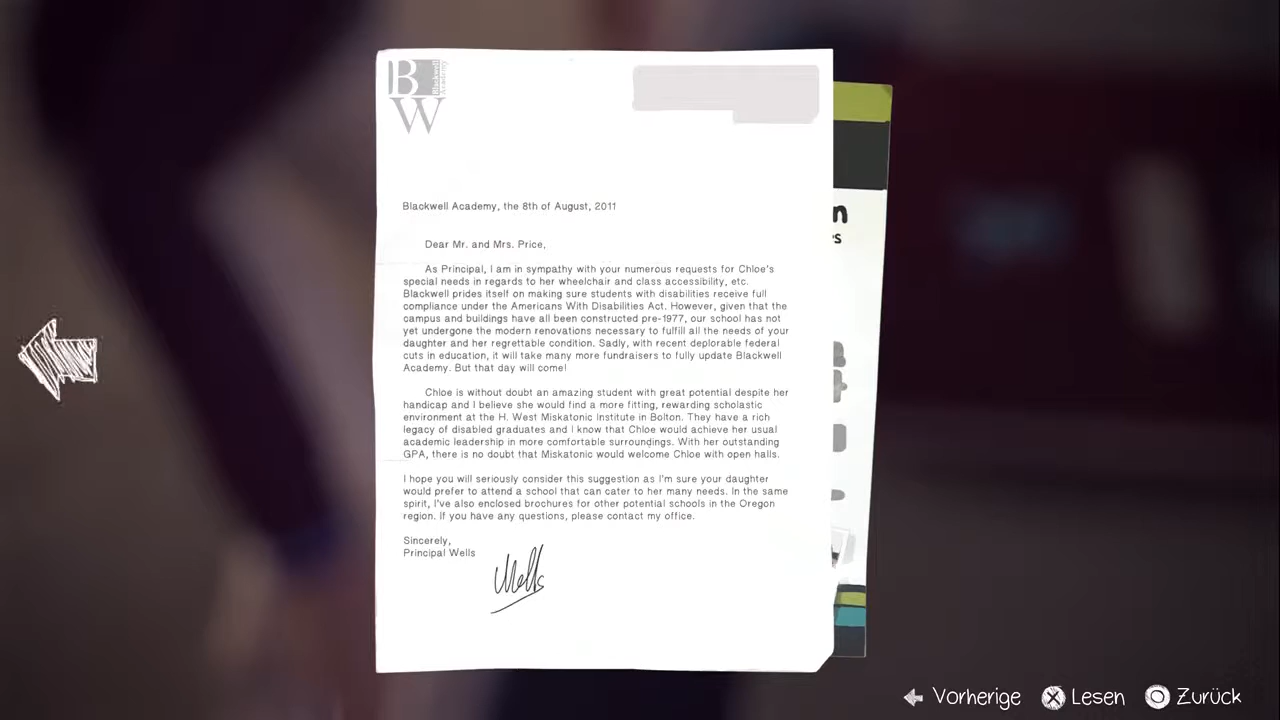 B Blackwell Academy
W
Blackwell Academy, the 8th of August, 2011
Dear Mr. and Mrs. Price,
As Principal, I am in sympathy with your numerous requests for Chloe's
special needs in regards to her wheelchair and class accessibility, etc.
Blackwell prides itself on making sure students with disabilities receive full
compliance under the Americans With Disabilities Act. However, given that the
campus and buildings have all been constructed pre-1977, our school has not
yet undergone the modern renovations necessary to fulfill all the needs of your
daughter and her regrettable condition. Sadly, with recent deplorable federal
cuts in education, it will take many more fundraisers to fully update Blackwell
Academy. But that day will come!
Chloe is without doubt an amazing student with great potential despite her
handicap and I believe she would find a more fitting, rewarding scholastic
environment at the H. West Miskatonic Institute in Bolton. They have a rich
legacy of disabled graduates and I know that Chloe would achieve her usual
academic leadership in more comfortable surroundings. With her outstanding
GPA, there is no doubt that Miskatonic would welcome Chloe with open halls.
I hope you will seriously consider this suggestion as I'm sure your daughter
would prefer to attend a school that can cater to her many needs. In the same
spirit, I've also enclosed brochures for other potential schools in the Oregon
region. If you have any questions, please contact my office.
Sincerely,
Principal Wells
Wells
n
s
Vorherige Lesen Zurück